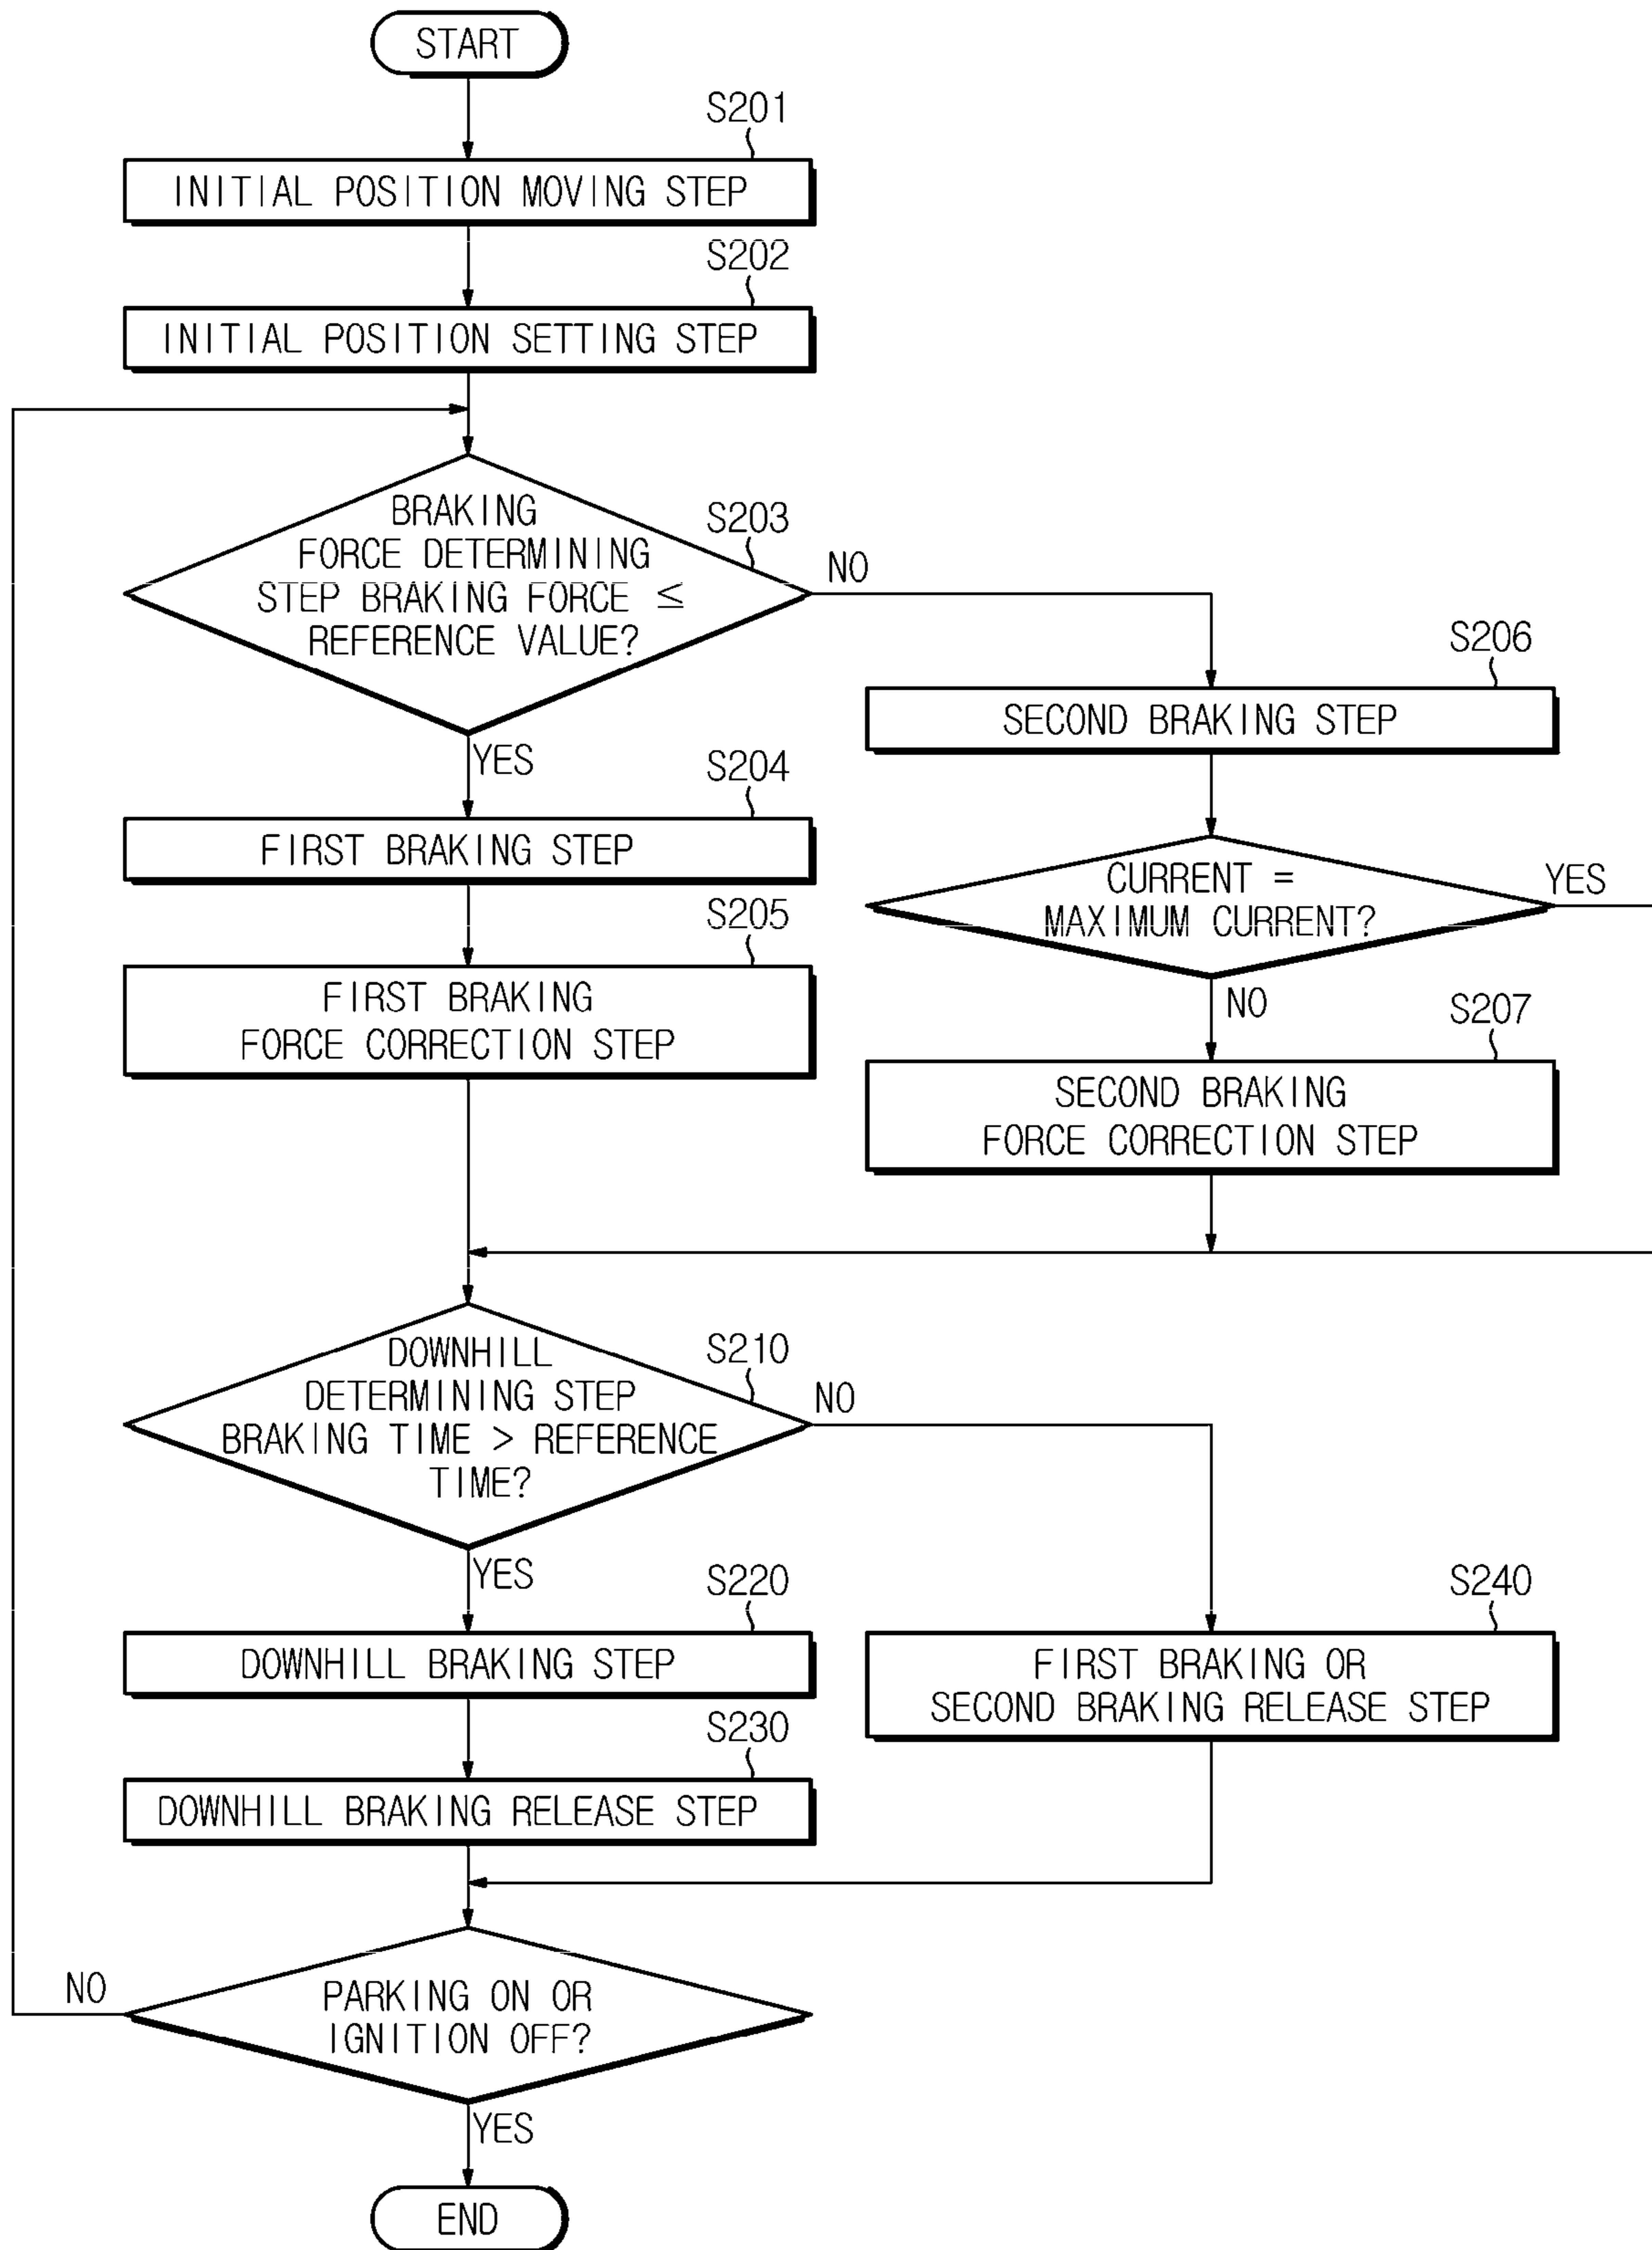 START
S201
INITIAL POSITION MOVING STEP
S202
INITIAL POSITION SETTING STEP
BRAKING
FORCE DETERMINING
STEP BRAKING FORCE ≤
REFERENCE VALUE?
S203
NO
YES
S204
FIRST BRAKING STEP
S205
FIRST BRAKING
FORCE CORRECTION STEP
S206
SECOND BRAKING STEP
CURRENT =
MAXIMUM CURRENT?
YES
NO
S207
SECOND BRAKING
FORCE CORRECTION STEP
DOWNHILL
DETERMINING STEP
BRAKING TIME > REFERENCE
TIME?
S210
NO
YES
S220
DOWNHILL BRAKING STEP
S230
DOWNHILL BRAKING RELEASE STEP
S240
FIRST BRAKING OR
SECOND BRAKING RELEASE STEP
PARKING ON OR
IGNITION OFF?
NO
YES
END